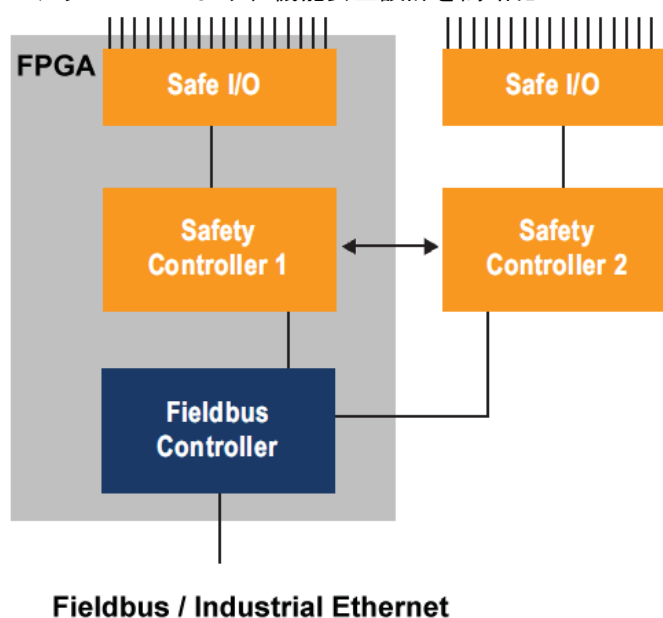 FPGA
Safe I/O
Safe I/O
Safety
Controller 1
Safety
Controller 2
Fieldbus
Controller
Fieldbus / Industrial Ethernet